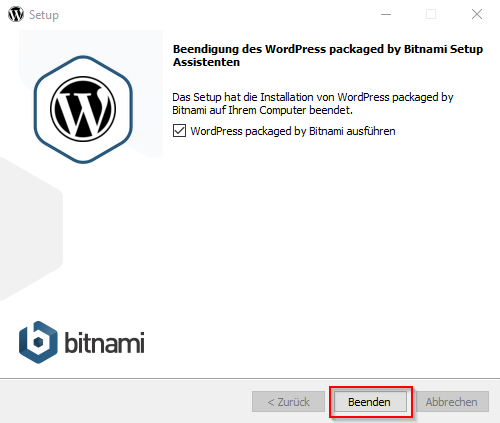 Setup
Beendigung des WordPress packaged by Bitnami Setup
Assistenten
Das Setup hat die Installation von WordPress packaged by
Bitnami auf Ihrem Computer beendet.
WordPress packaged by Bitnami ausführen
bitnami
< Zurück
Beenden
Abbrechen